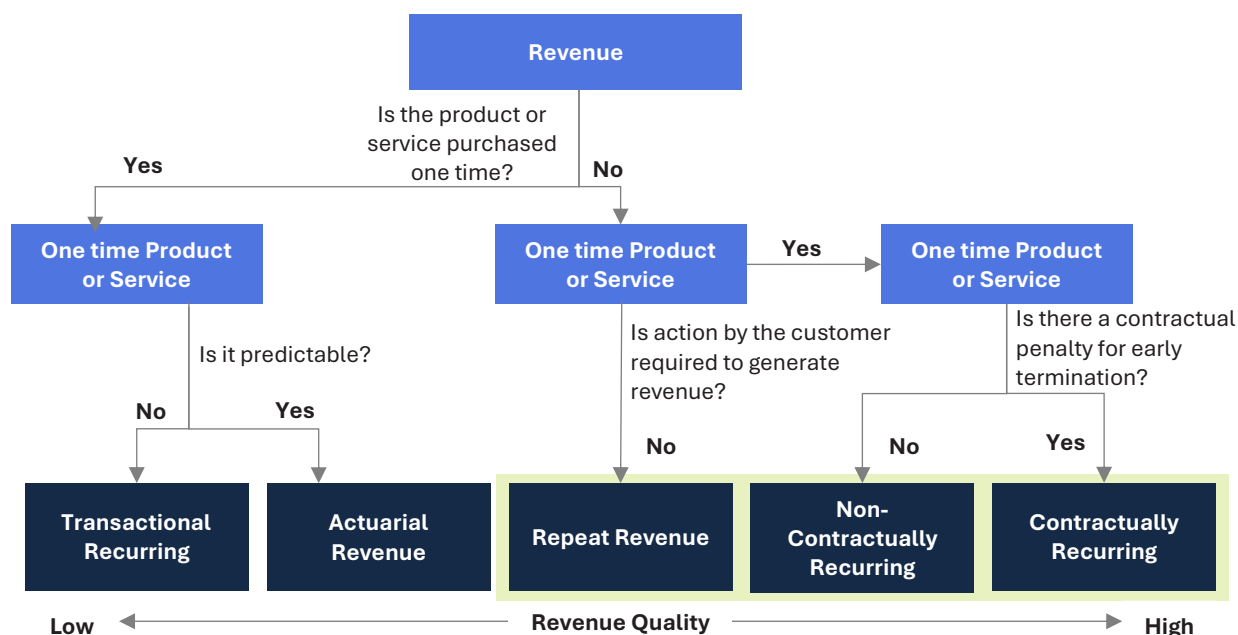 Revenue
Is the product or
service purchased
one time?
Yes
No
One time Product
or Service
One time Product
or Service
Yes
One time Product
or Service
Is it predictable?
Is action by the customer
required to generate
revenue?
Is there a contractual
penalty for early
termination?
No
Yes
No
No
Yes
Transactional
Recurring
Actuarial
Revenue
Repeat Revenue
Non-
Contractually
Recurring
Contractually
Recurring
Low
Revenue Quality
High